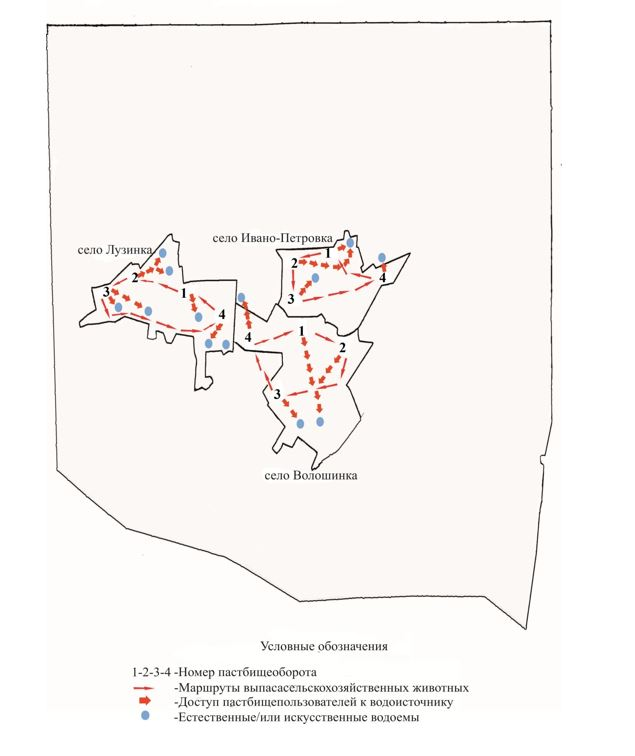 село Лузинка
село Ивано-Петровка
2
1
2
4
3
1
3
4
4
1
2
3
село Волошинка
Условные обозначения
1-2-3-4 -Номер пастбищеоборота
-Маршруты выпасасельскохозяйственных животных
-Доступ пастбищепользователей к водоисточнику
-Естественные/или искусственные водоемы